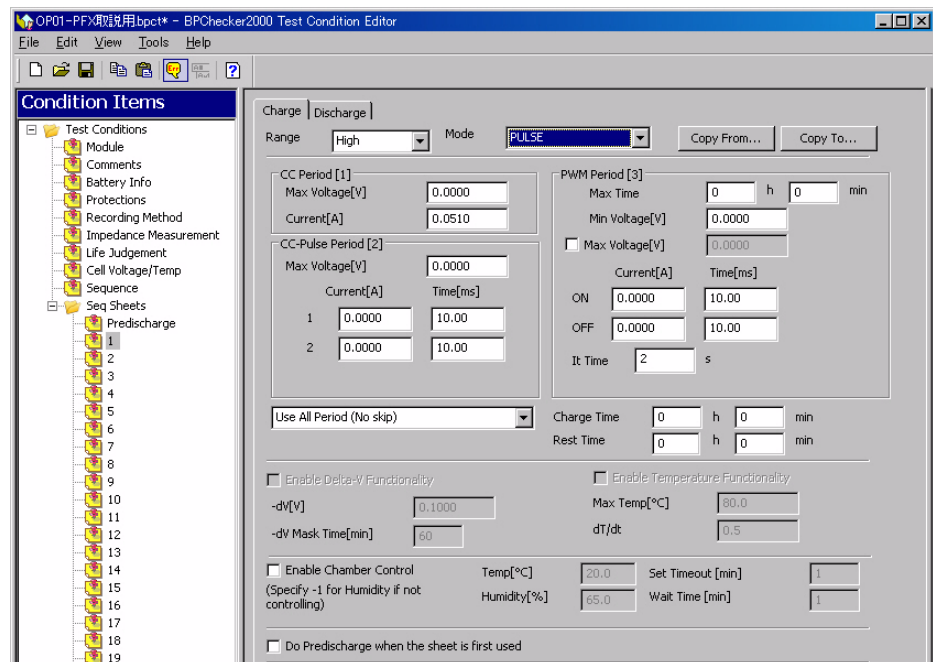 OP01-PFX取説用.bpct* - BPChecker2000 Test Condition Editor
File Edit View Tools Help
Condition Items
Test Conditions
Module
Comments
Battery Info
Protections
Recording Method
Impedance Measurement
Life Judgement
Cell Voltage/Temp
Sequence
Seq Sheets
Predischarge
1
2
3
4
5
6
7
8
9
10
11
12
13
14
15
16
17
18
19
Charge Discharge
Range High Mode PULSE Copy From... Copy To...
CC Period [1]
Max Voltage[V] 0.0000
Current[A] 0.0510
CC-Pulse Period [2]
Max Voltage[V] 0.0000
Current[A] Time[ms]
1 0.0000 10.00
2 0.0000 10.00
PWM Period [3]
Max Time 0 h 0 min
Min Voltage[V] 0.0000
Max Voltage[V] 0.0000
Current[A] Time[ms]
ON 0.0000 10.00
OFF 0.0000 10.00
It Time 2 s
Use All Period (No skip)
Charge Time 0 h 0 min
Rest Time 0 h 0 min
Enable Delta-V Functionality
-dV[V] 0.1000
-dV Mask Time[min] 60
Enable Temperature Functionality
Max Temp[°C] 80.0
dT/dt 0.5
Enable Chamber Control
(Specify -1 for Humidity if not
controlling)
Temp[°C] 20.0 Set Timeout [min] 1
Humidity[%] 65.0 Wait Time [min] 1
Do Predischarge when the sheet is first used